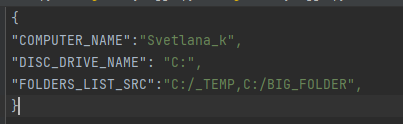 {
"COMPUTER_NAME":"Svetlana_k",
"DISC_DRIVE_NAME": "C:",
"FOLDERS_LIST_SRC":"C:/_TEMP,C:/BIG_FOLDER",
}